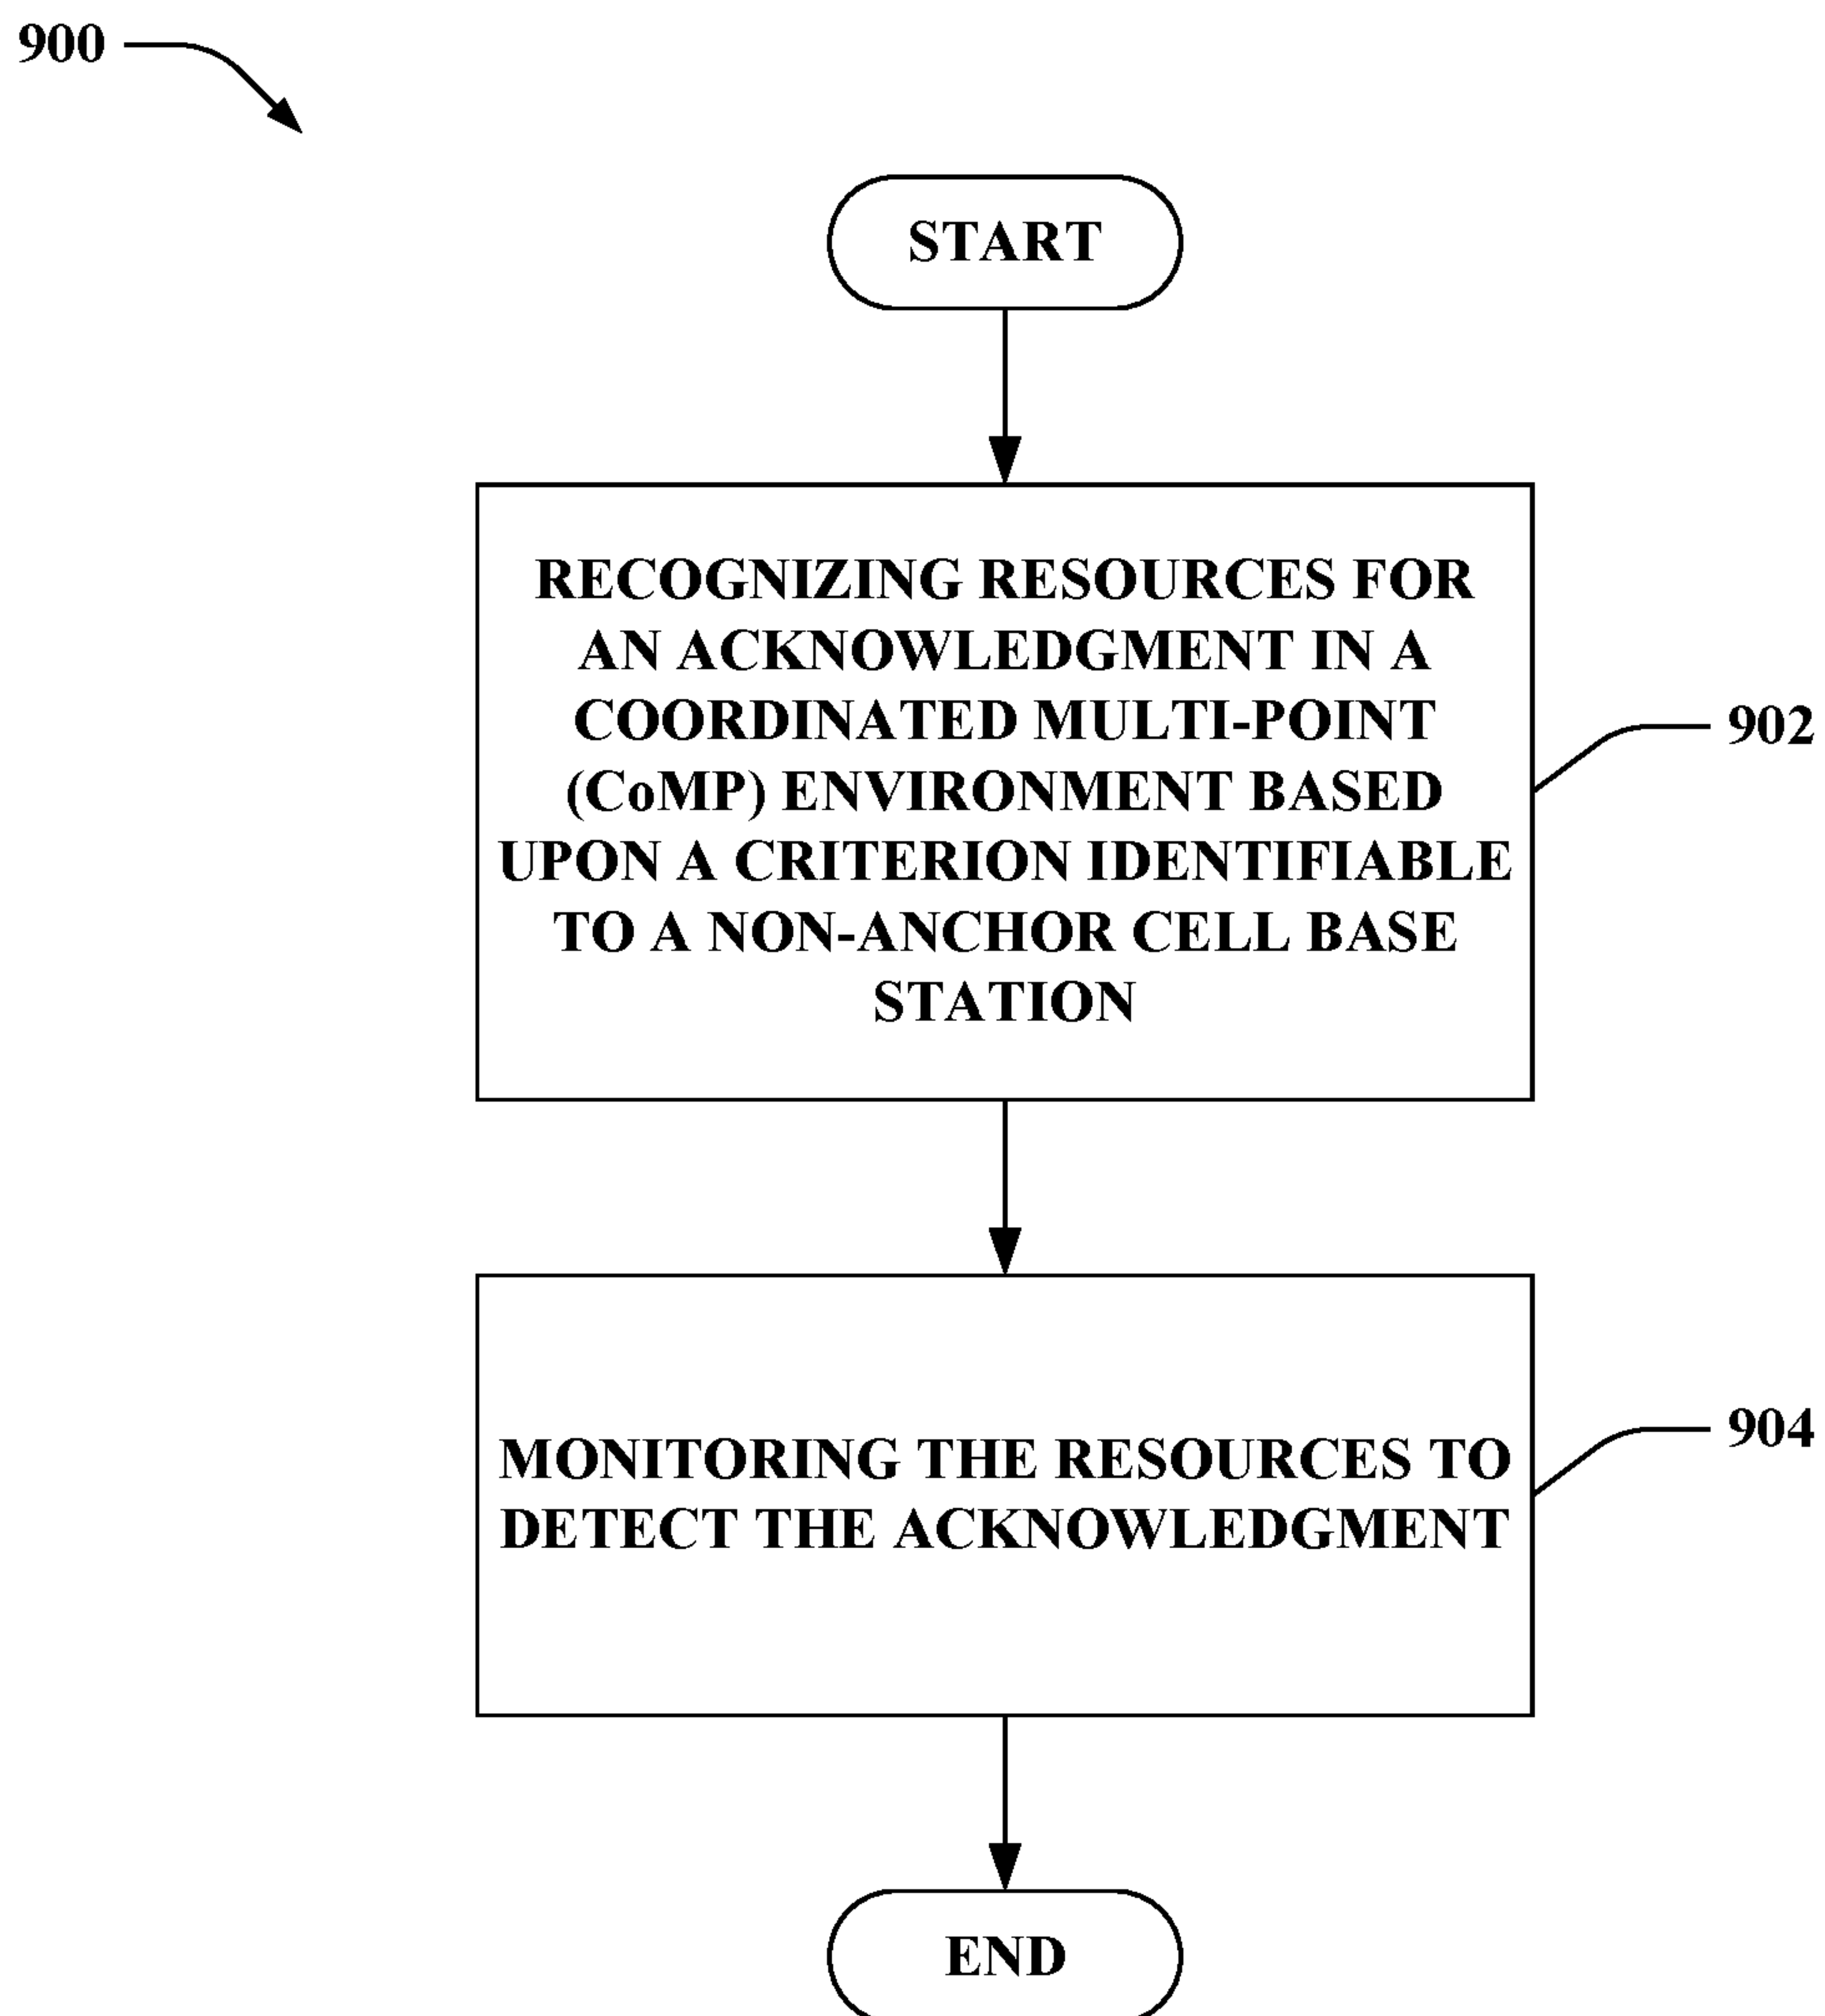 900
START
RECOGNIZING RESOURCES FOR
AN ACKNOWLEDGMENT IN A
COORDINATED MULTI-POINT
(CoMP) ENVIRONMENT BASED
UPON A CRITERION IDENTIFIABLE
TO A NON-ANCHOR CELL BASE
STATION
902
MONITORING THE RESOURCES TO
DETECT THE ACKNOWLEDGMENT
904
END